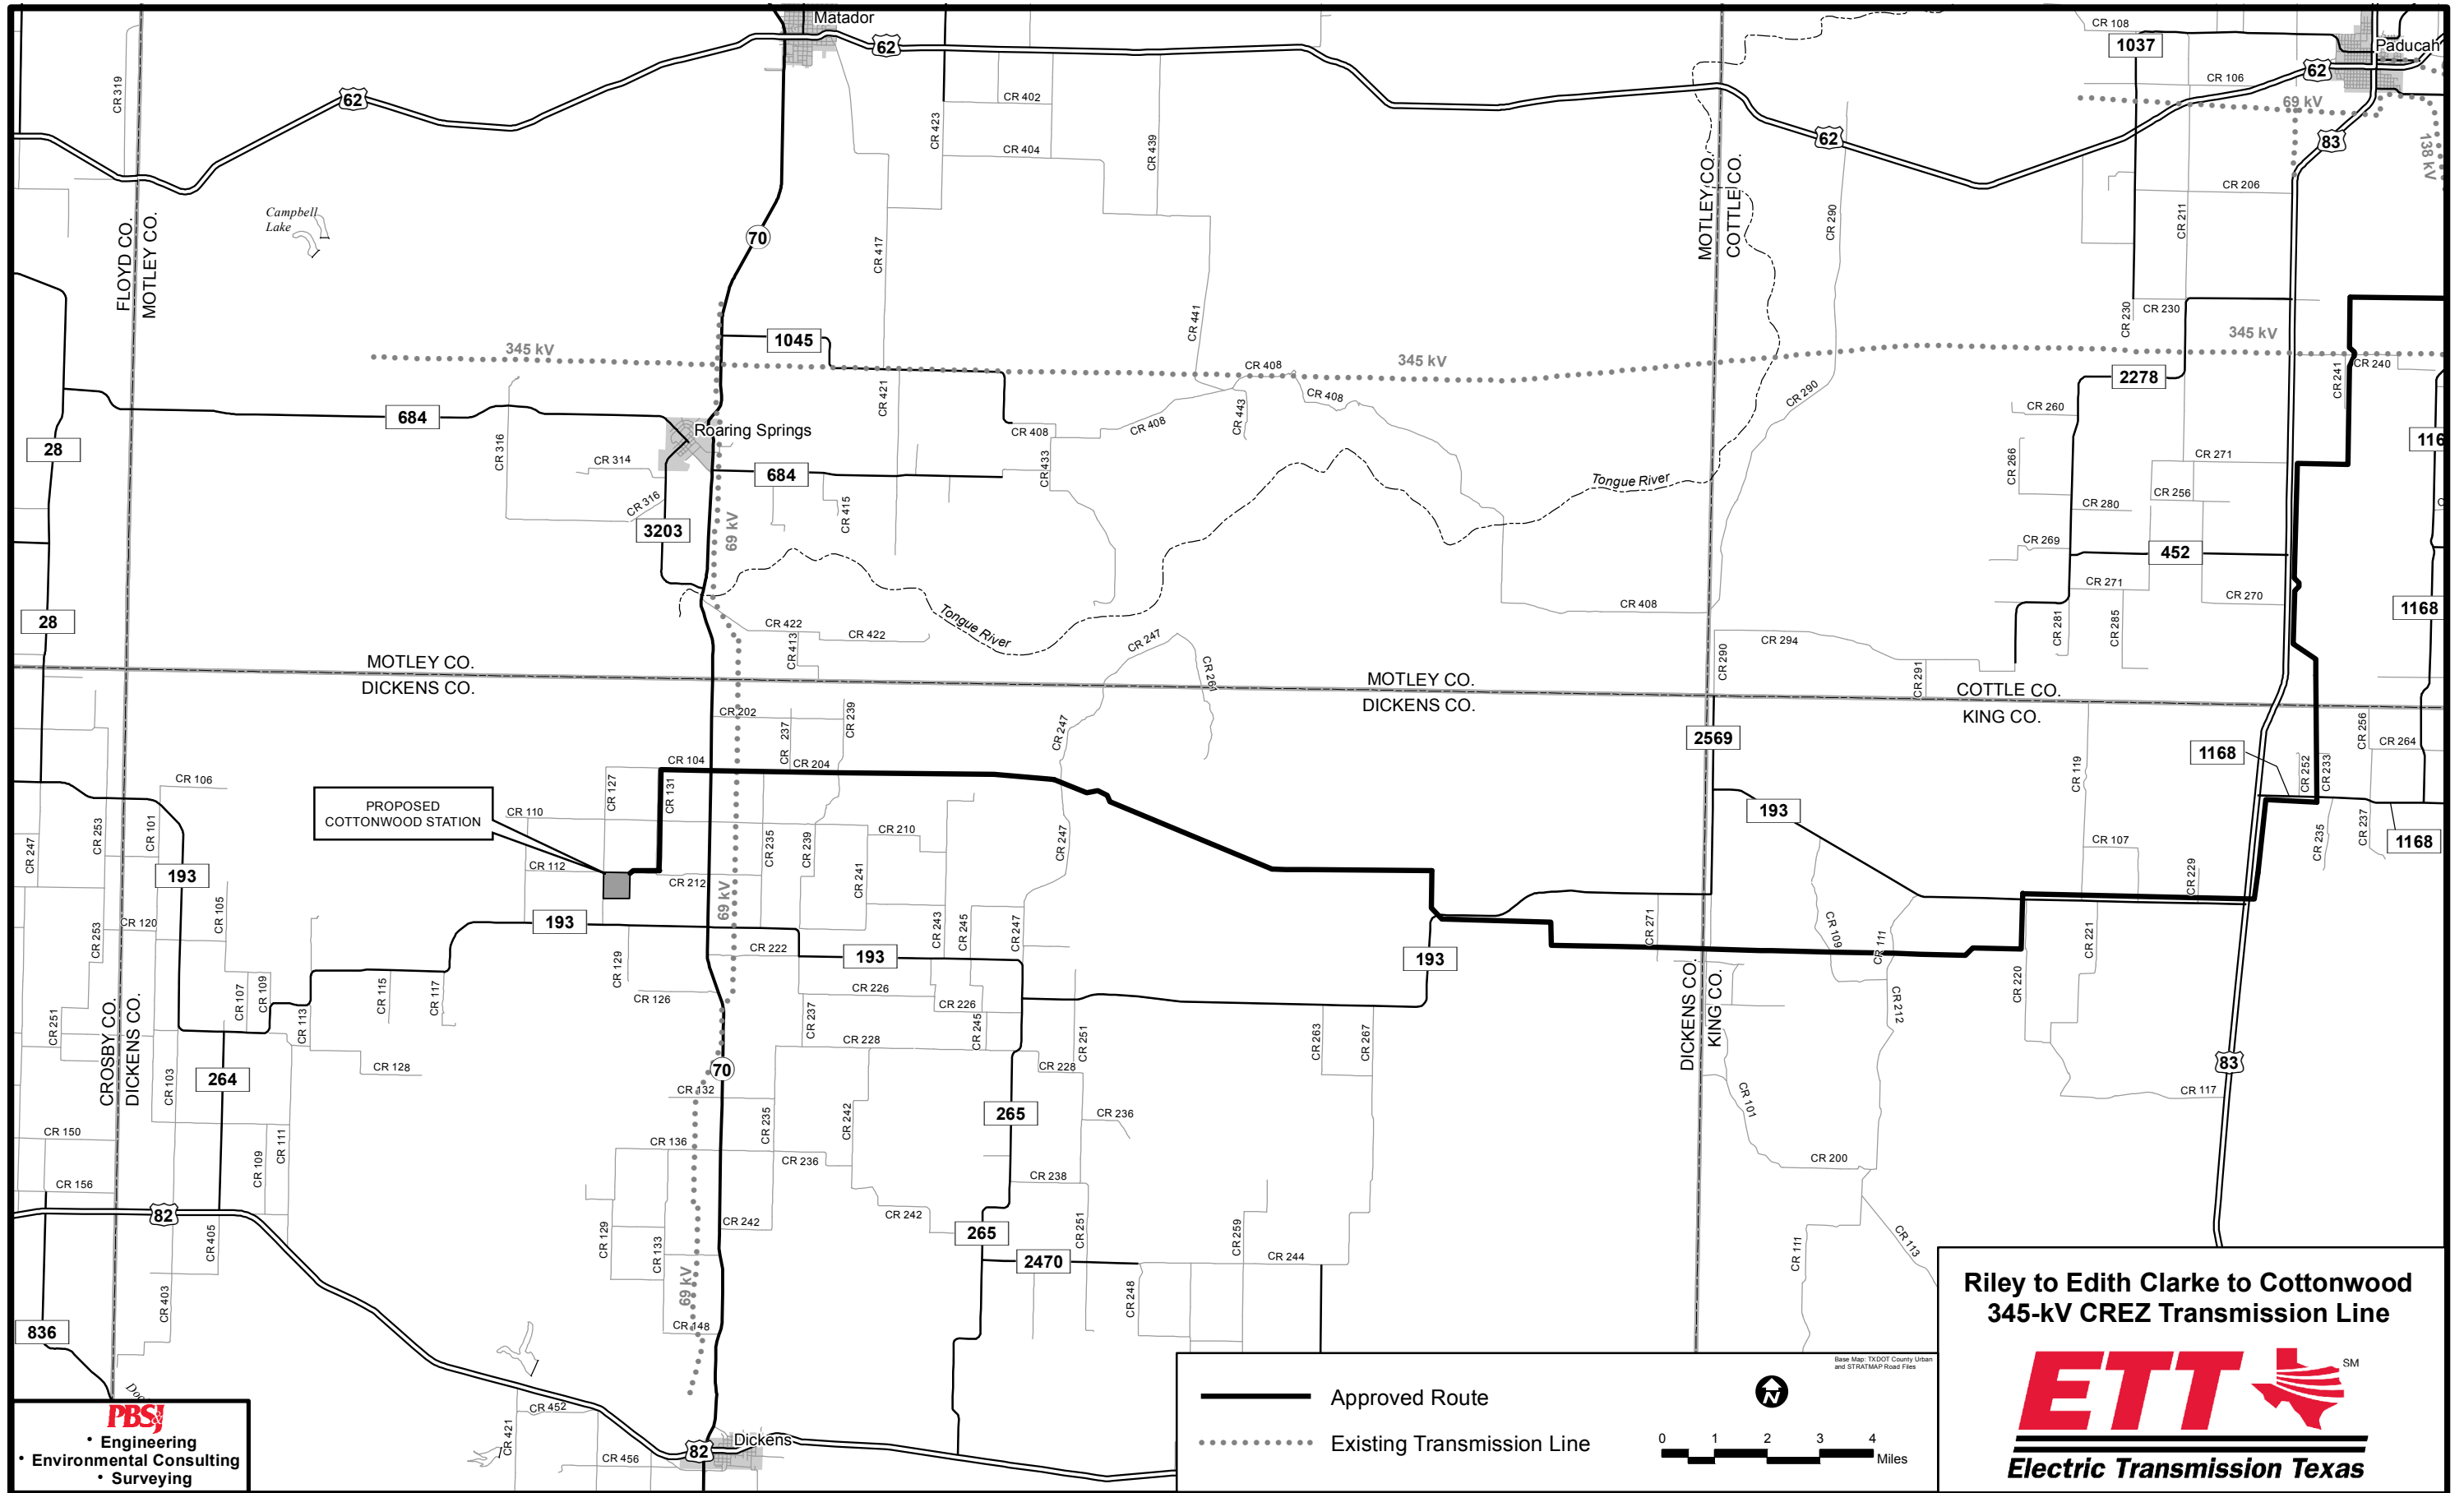 Matador
62
CR 108
1037
Paducah
62
CR 319
62
CR 402
CR 106
69 kV
CR 423
CR 404
CR 439
62
83
138 kV
CR 206
Campbell
Lake
FLOYD CO.
MOTLEY CO.
MOTLEY CO.
COTTLE CO.
CR 290
CR 211
70
CR 417
CR 441
CR 230
CR 230
345 kV
1045
345 kV
CR 408
345 kV
CR 240
CR 241
2278
CR 421
CR 408
CR 290
684
CR 443
CR 260
Roaring Springs
CR 408
CR 408
28
CR 316
116
CR 314
684
CR 433
CR 266
CR 271
Tongue River
CR 316
CR 415
CR 256
CR 280
3203
69 kV
CR 269
452
CR 271
CR 270
28
Tongue River
CR 408
1168
CR 422
CR 422
CR 413
CR 247
CR 261
CR 290
CR 294
CR 281
CR 285
CR 291
MOTLEY CO.
DICKENS CO.
MOTLEY CO.
DICKENS CO.
COTTLE CO.
KING CO.
CR 202
CR 237
CR 239
CR 247
2569
CR 256
CR 264
1168
CR 104
CR 204
CR 119
CR 252
CR 233
CR 106
CR 127
CR 131
PROPOSED
COTTONWOOD STATION
CR 110
193
CR 210
CR 247
CR 253
CR 101
CR 235
CR 239
CR 247
CR 107
CR 235
CR 237
1168
193
CR 112
CR 212
CR 241
CR 229
CR 105
69 kV
CR 120
CR 253
193
CR 243
CR 245
CR 247
CR 271
CR 109
CR 111
CR 221
CR 222
193
193
CR 129
CR 107
CR 109
CR 115
CR 117
CR 126
CR 226
CR 226
CR 220
CR 212
CROSBY CO.
DICKENS CO.
DICKENS CO.
KING CO.
CR 251
CR 113
CR 237
CR 245
CR 228
CR 251
CR 263
CR 267
CR 228
70
83
264
CR 128
CR 103
CR 132
CR 101
CR 117
CR 235
CR 242
265
CR 236
CR 150
CR 111
CR 109
CR 136
CR 236
CR 238
CR 200
CR 156
82
CR 405
CR 129
CR 133
CR 242
CR 242
265
CR 251
CR 259
CR 244
2470
CR 111
CR 113
CR 403
69 kV
CR 248
836
CR 148
CR 452
CR 421
CR 456
82
Dickens
PBSJ
• Engineering
• Environmental Consulting
• Surveying
Approved Route
Existing Transmission Line
N
0 1 2 3 4
Miles
Base Map: TXDOT County Urban
and STRATMAP Road Files
Riley to Edith Clarke to Cottonwood
345-kV CREZ Transmission Line
ETT
SM
Electric Transmission Texas